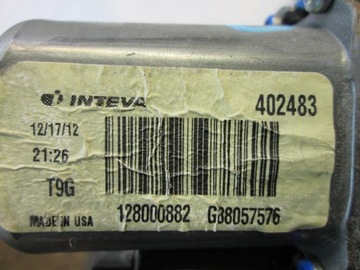 INTEVA 402483
12/17/12
21:26
T9G
MADE IN USA 128000882 G38057576